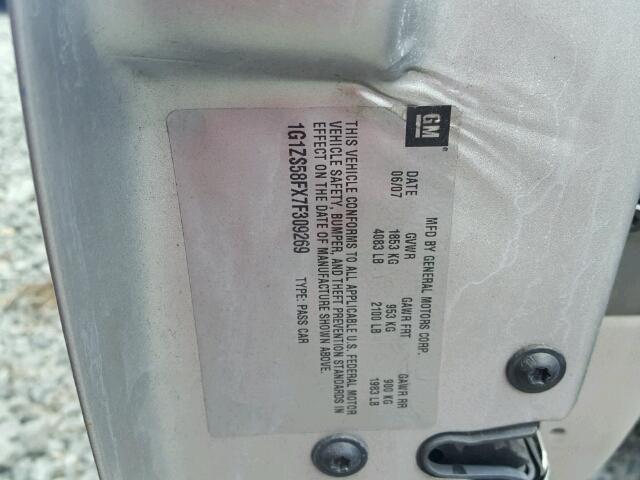 GM
MFD BY GENERAL MOTORS CORP.
DATE GVWR GAWR FRT GAWR RR
06/07 1853 KG 953 KG 900 KG
4083 LB 2100 LB 1983 LB
THIS VEHICLE CONFORMS TO ALL APPLICABLE U.S. FEDERAL MOTOR
VEHICLE SAFETY, BUMPER, AND THEFT PREVENTION STANDARDS IN
EFFECT ON THE DATE OF MANUFACTURE SHOWN ABOVE.
1G1ZS58FX7F309269 TYPE: PASS CAR